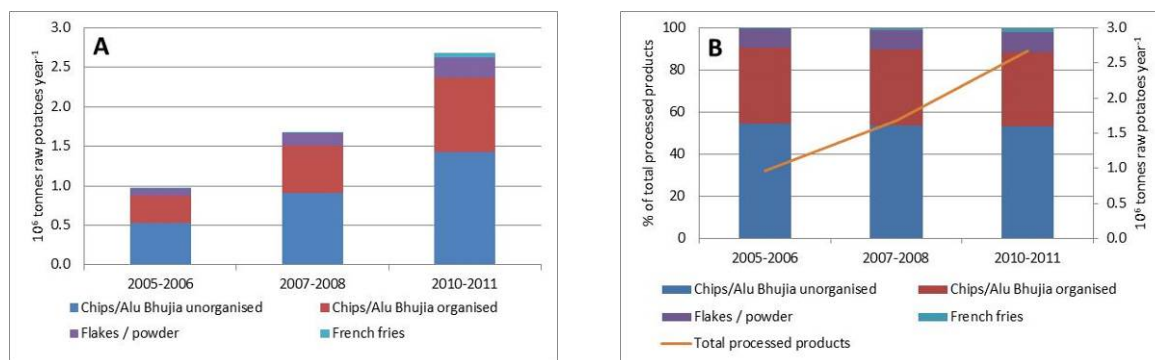 A
3.0
2.5
2.0
1.5
1.0
0.5
0.0
10⁶ tonnes raw potatoes year⁻¹
2005-2006 2007-2008 2010-2011
Chips/Alu Bhujia unorganised Chips/Alu Bhujia organised
Flakes / powder French fries
B
100
80
60
40
20
0
% of total processed products
3.0
2.5
2.0
1.5
1.0
0.5
0.0
10⁶ tonnes raw potatoes year⁻¹
2005-2006 2007-2008 2010-2011
Chips/Alu Bhujia unorganised Chips/Alu Bhujia organised
Flakes / powder French fries
Total processed products